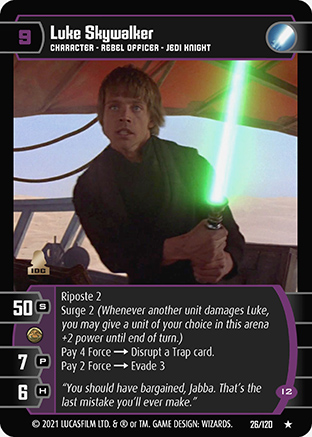 9 Luke Skywalker
CHARACTER - REBEL OFFICER - JEDI KNIGHT
100
50 S
7 P
6 H
Riposte 2
Surge 2 (Whenever another unit damages Luke,
you may give a unit of your choice in this arena
+2 power until end of turn.)
Pay 4 Force → Disrupt a Trap card.
Pay 2 Force → Evade 3
"You should have bargained, Jabba. That's the
last mistake you'll ever make."
12
© 2021 LUCASFILM LTD. & ® or TM. GAME DESIGN: WIZARDS. 26/120 ★